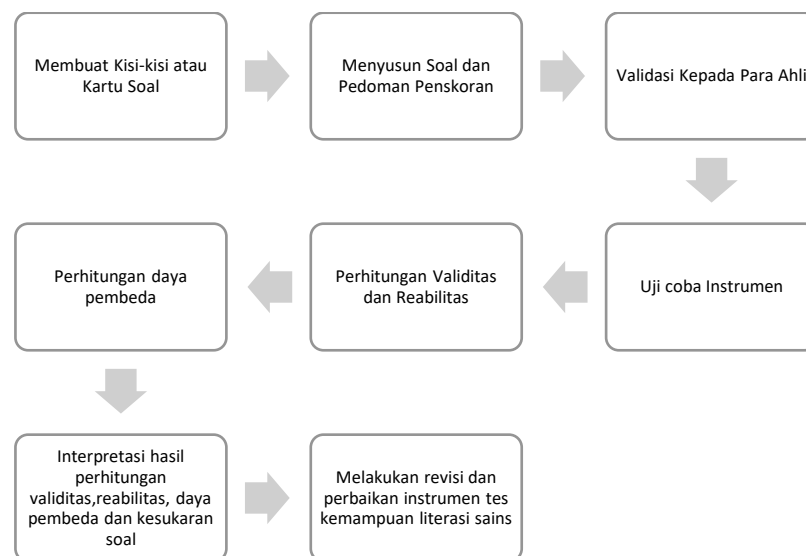 Membuat Kisi-kisi atau
Kartu Soal
Menyusun Soal dan
Pedoman Penskoran
Validasi Kepada Para Ahli
Uji coba Instrumen
Perhitungan Validitas
dan Reabilitas
Perhitungan daya
pembeda
Interpretasi hasil
perhitungan
validitas,reabilitas, daya
pembeda dan kesukaran
soal
Melakukan revisi dan
perbaikan instrumen tes
kemampuan literasi sains